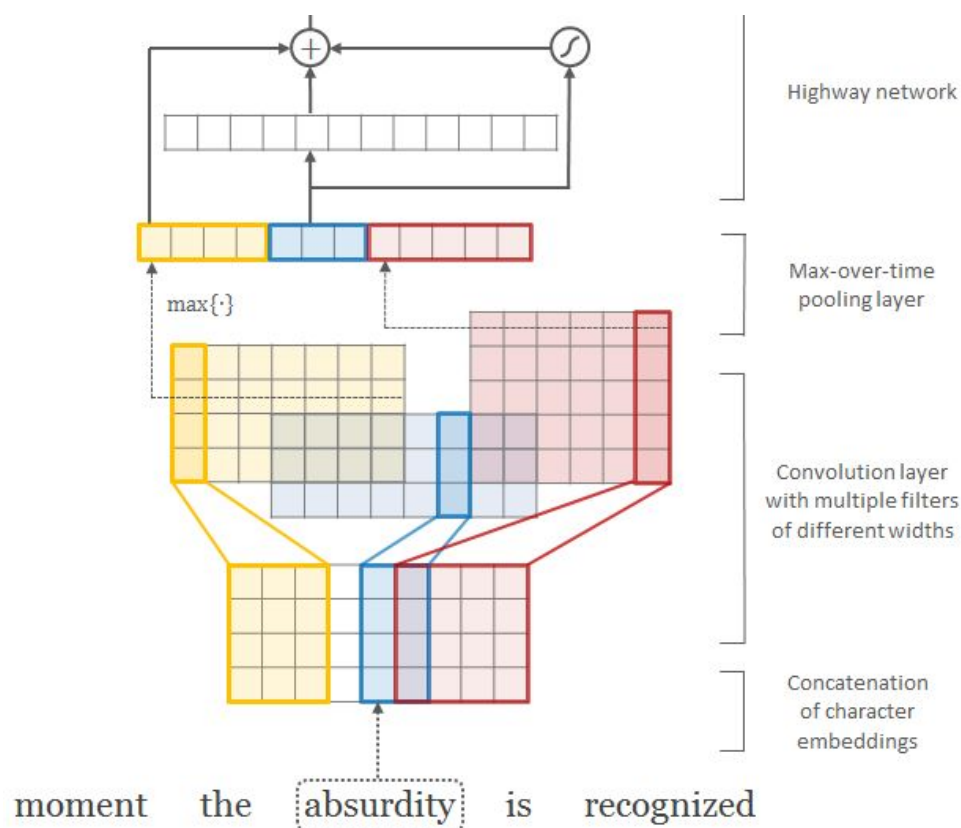 +
Highway network
Max-over-time
pooling layer
max{·}
Convolution layer
with multiple filters
of different widths
Concatenation
of character
embeddings
moment the absurdity is recognized